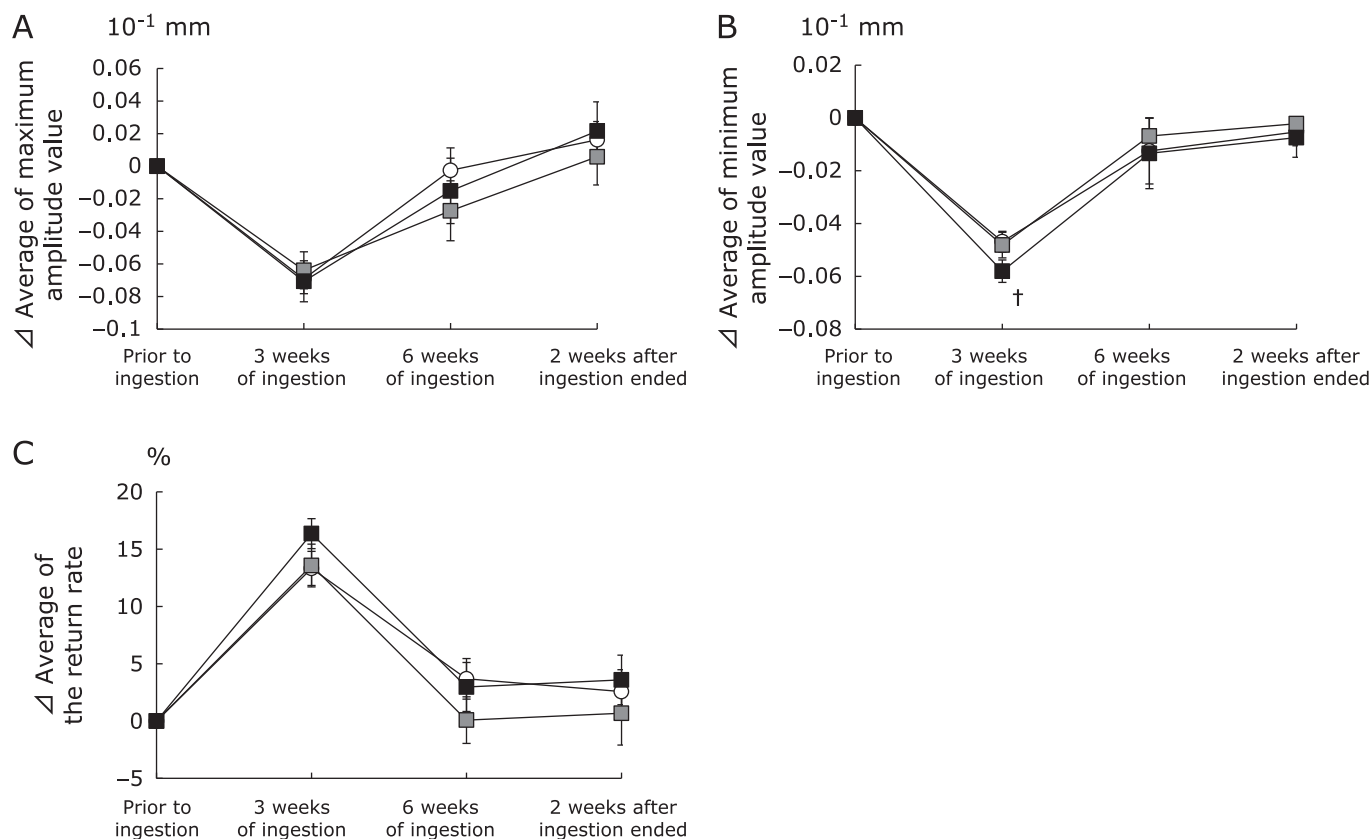 A
10⁻¹ mm
⊿ Average of maximum
amplitude value
0.06
0.04
0.02
0
−0.02
−0.04
−0.06
−0.08
−0.1
Prior to
ingestion
3 weeks
of ingestion
6 weeks
of ingestion
2 weeks after
ingestion ended
B
10⁻¹ mm
⊿ Average of minimum
amplitude value
0.02
0
−0.02
−0.04
−0.06
−0.08
†
Prior to
ingestion
3 weeks
of ingestion
6 weeks
of ingestion
2 weeks after
ingestion ended
C
%
⊿ Average of
the return rate
20
15
10
5
0
−5
Prior to
ingestion
3 weeks
of ingestion
6 weeks
of ingestion
2 weeks after
ingestion ended